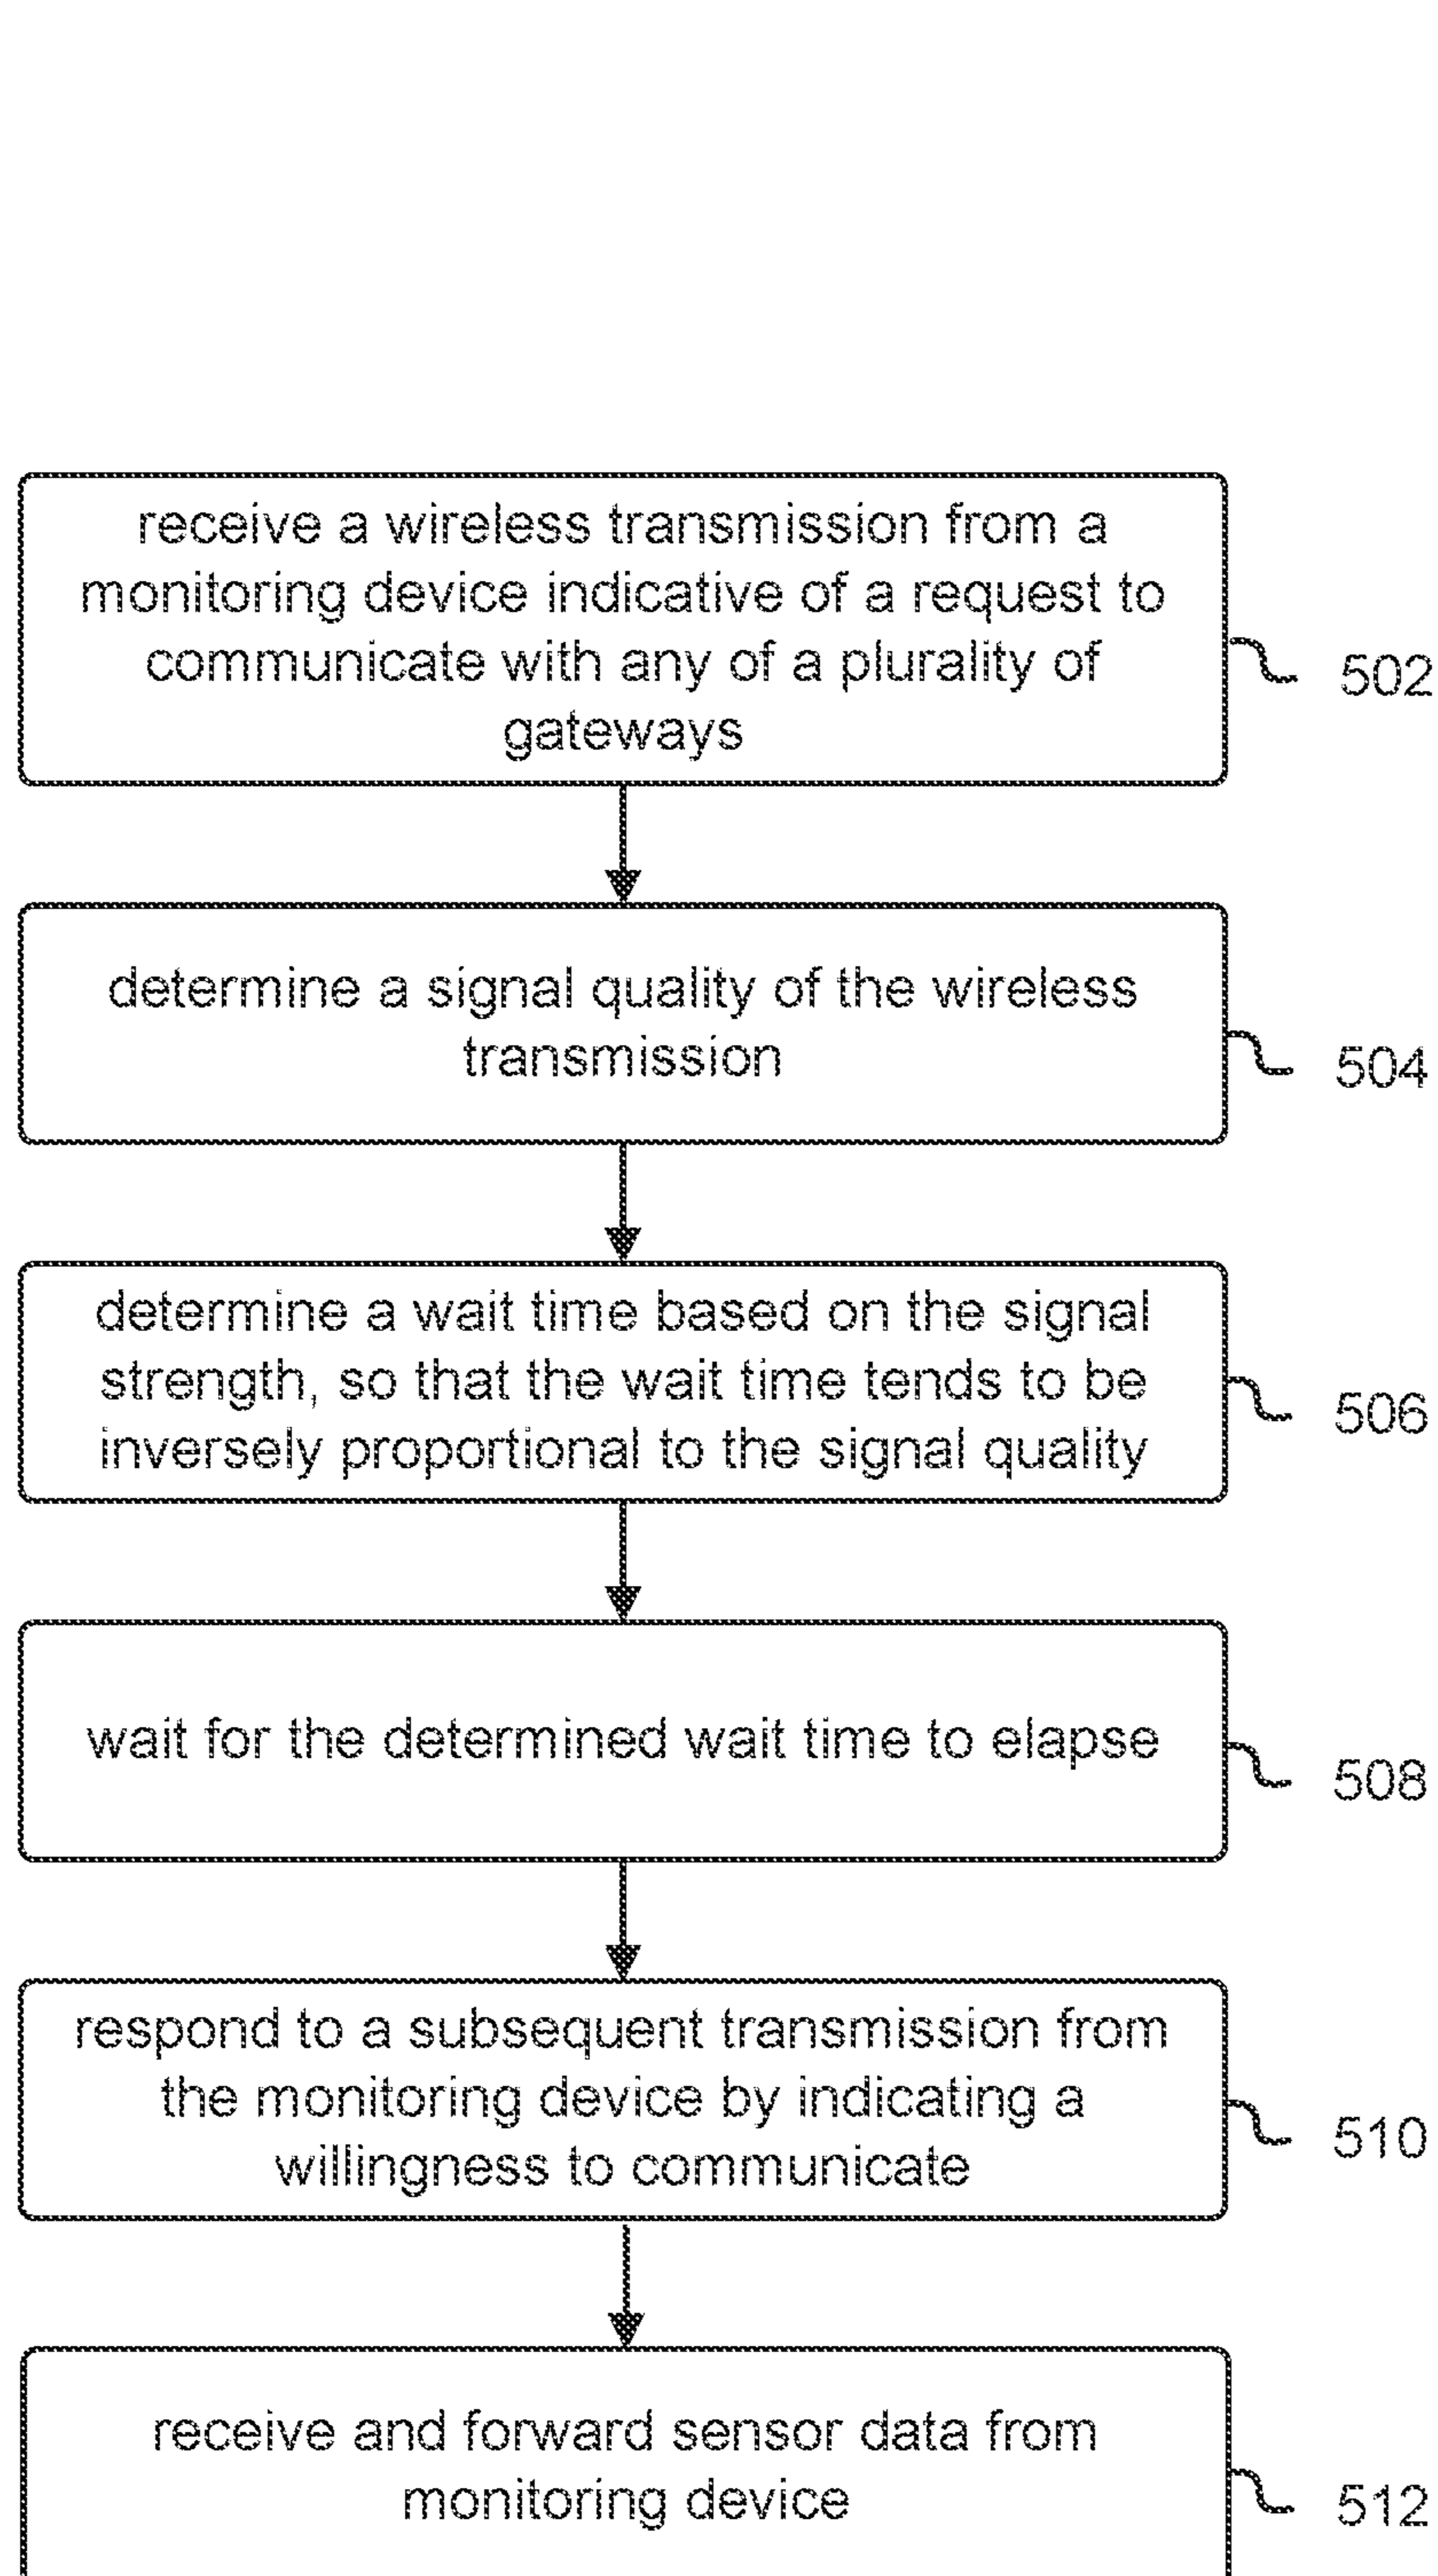 receive a wireless transmission from a
monitoring device indicative of a request to
communicate with any of a plurality of
gateways
502
determine a signal quality of the wireless
transmission
504
determine a wait time based on the signal
strength, so that the wait time tends to be
inversely proportional to the signal quality
506
wait for the determined wait time to elapse
508
respond to a subsequent transmission from
the monitoring device by indicating a
willingness to communicate
510
receive and forward sensor data from
monitoring device
512